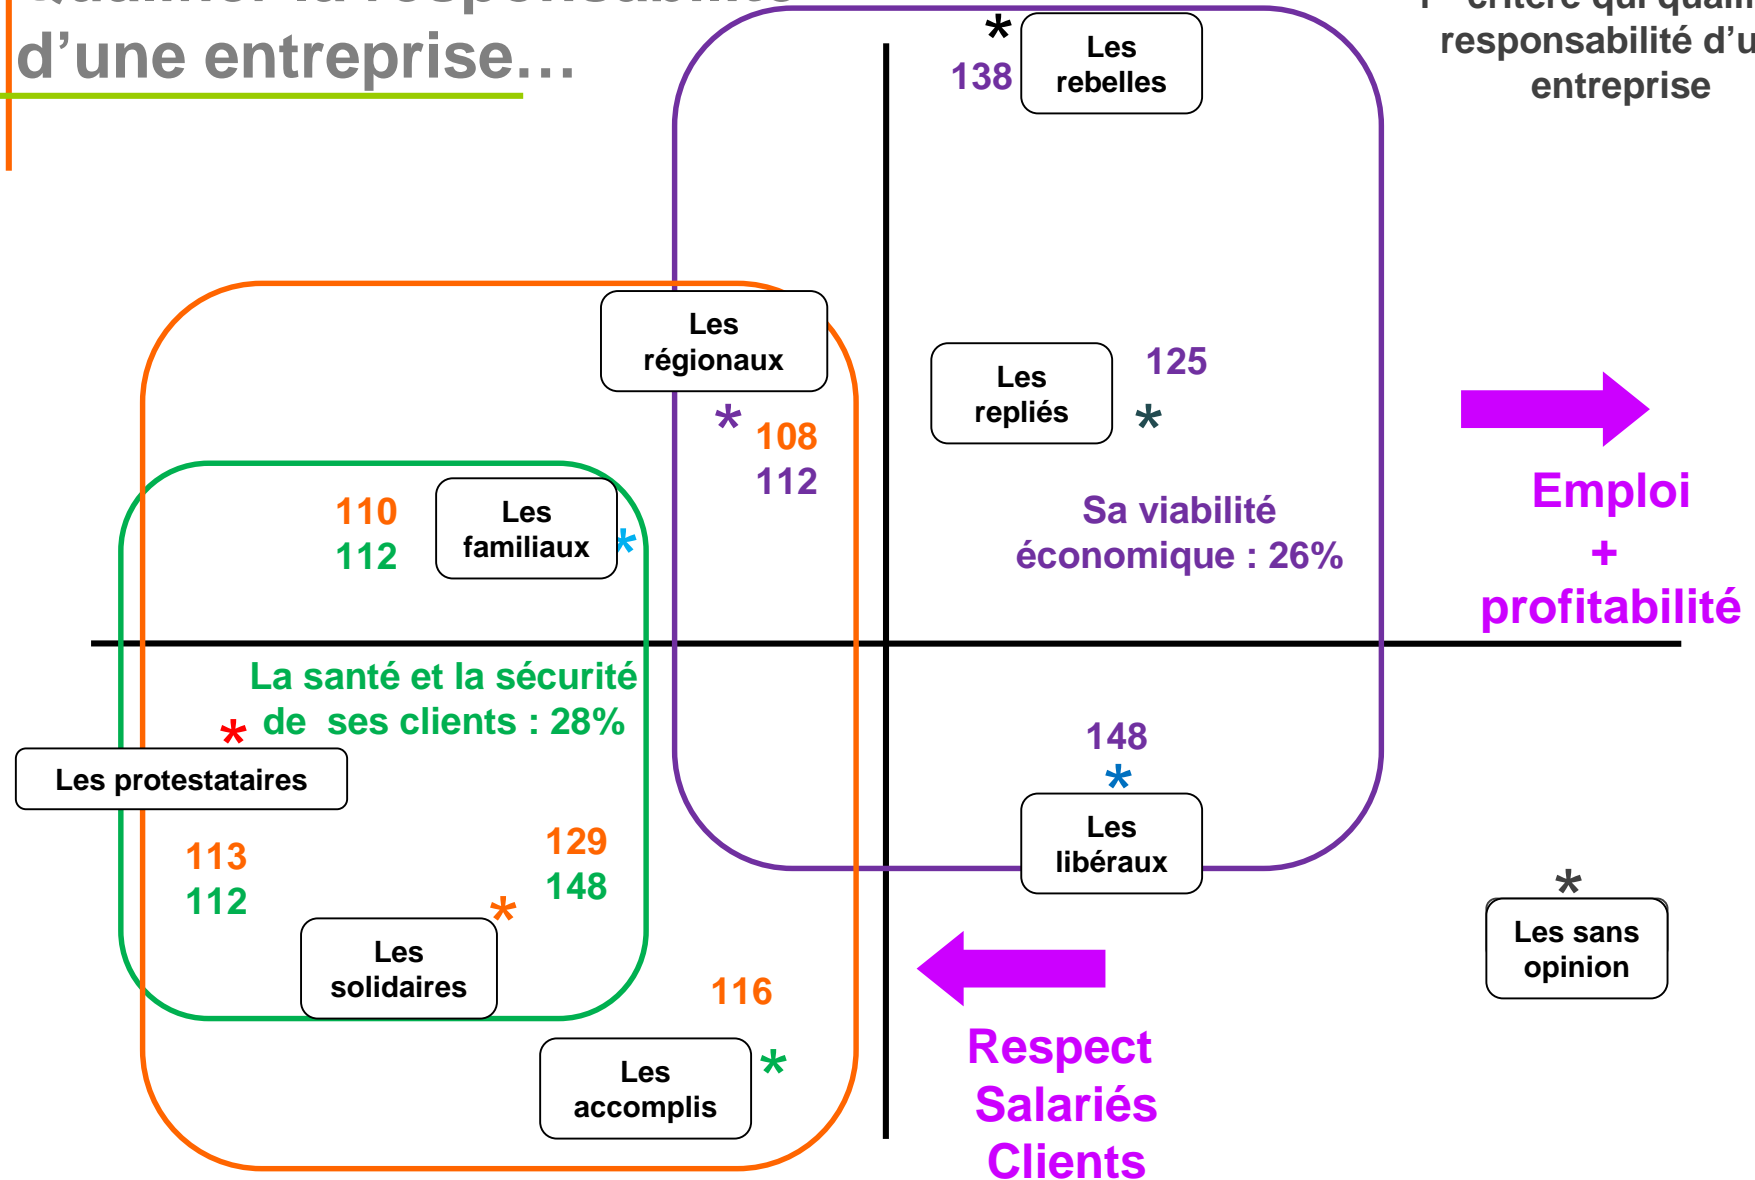 d’une entreprise…
critère qui
responsabilité
entreprise
*
138
Les
rebelles
Les
régionaux
*
108
112
Les
repliés
125
*
Sa viabilité
économique : 26%
Emploi
+
profitabilité
110
112
Les
familiaux
*
La santé et la sécurité
de ses clients : 28%
*
Les protestataires
113
112
129
148
*
Les
solidaires
116
*
Les
accomplis
148
*
Les
libéraux
*
Les sans
opinion
Respect
Salariés
Clients